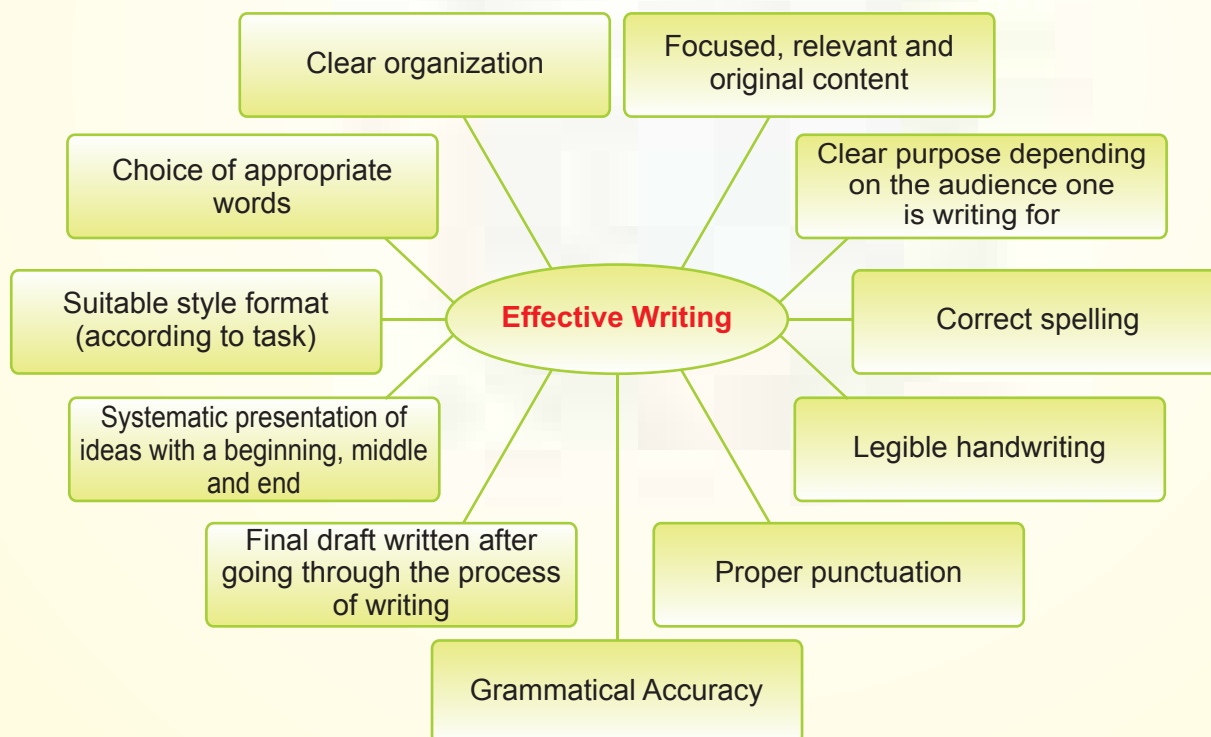 Clear organization
Focused, relevant and
original content
Choice of appropriate
words
Clear purpose depending
on the audience one
is writing for
Suitable style format
(according to task)
Effective Writing
Correct spelling
Systematic presentation of
ideas with a beginning, middle
and end
Legible handwriting
Final draft written after
going through the process
of writing
Proper punctuation
Grammatical Accuracy